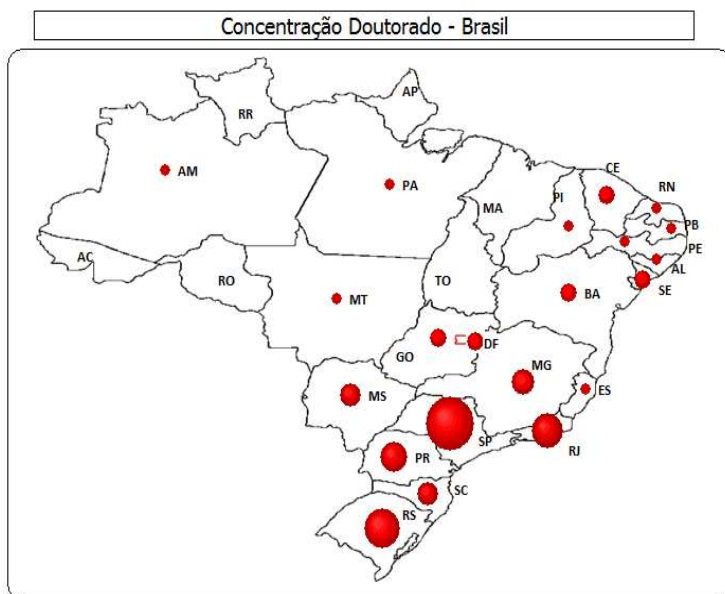 Concentração Doutorado - Brasil
AP
RR
CE
AM
PA
RN
PI
MA
PB
PE
AC
AL
RO
TO
SE
MT
BA
DF
GO
MG
ES
MS
SP
RJ
PR
SC
RS